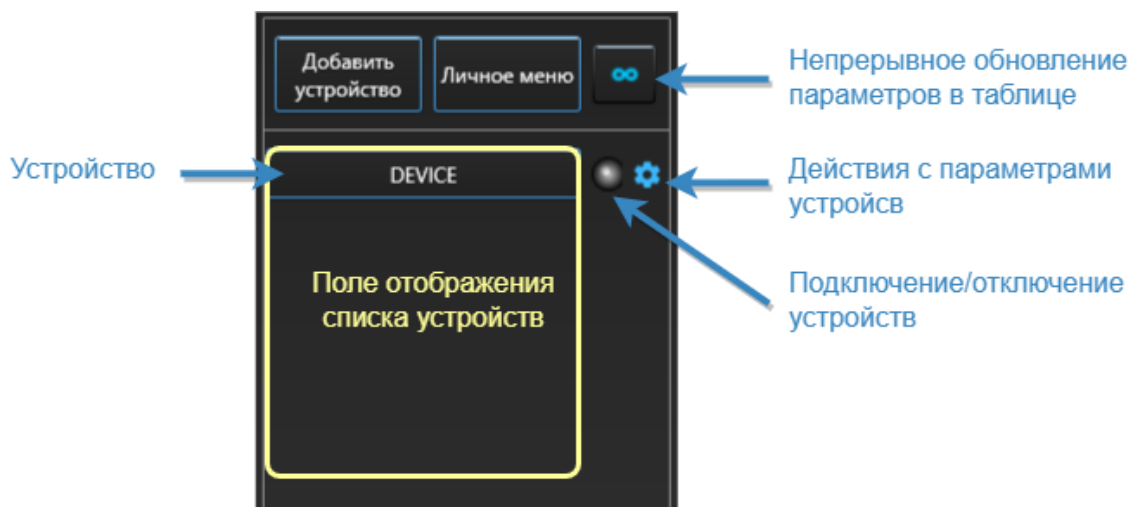 Добавить
устройство
Личное меню
∞
Непрерывное обновление
параметров в таблице
Устройство
DEVICE
Действия с параметрами
устройсв
Поле отображения
списка устройств
Подключение/отключение
устройств